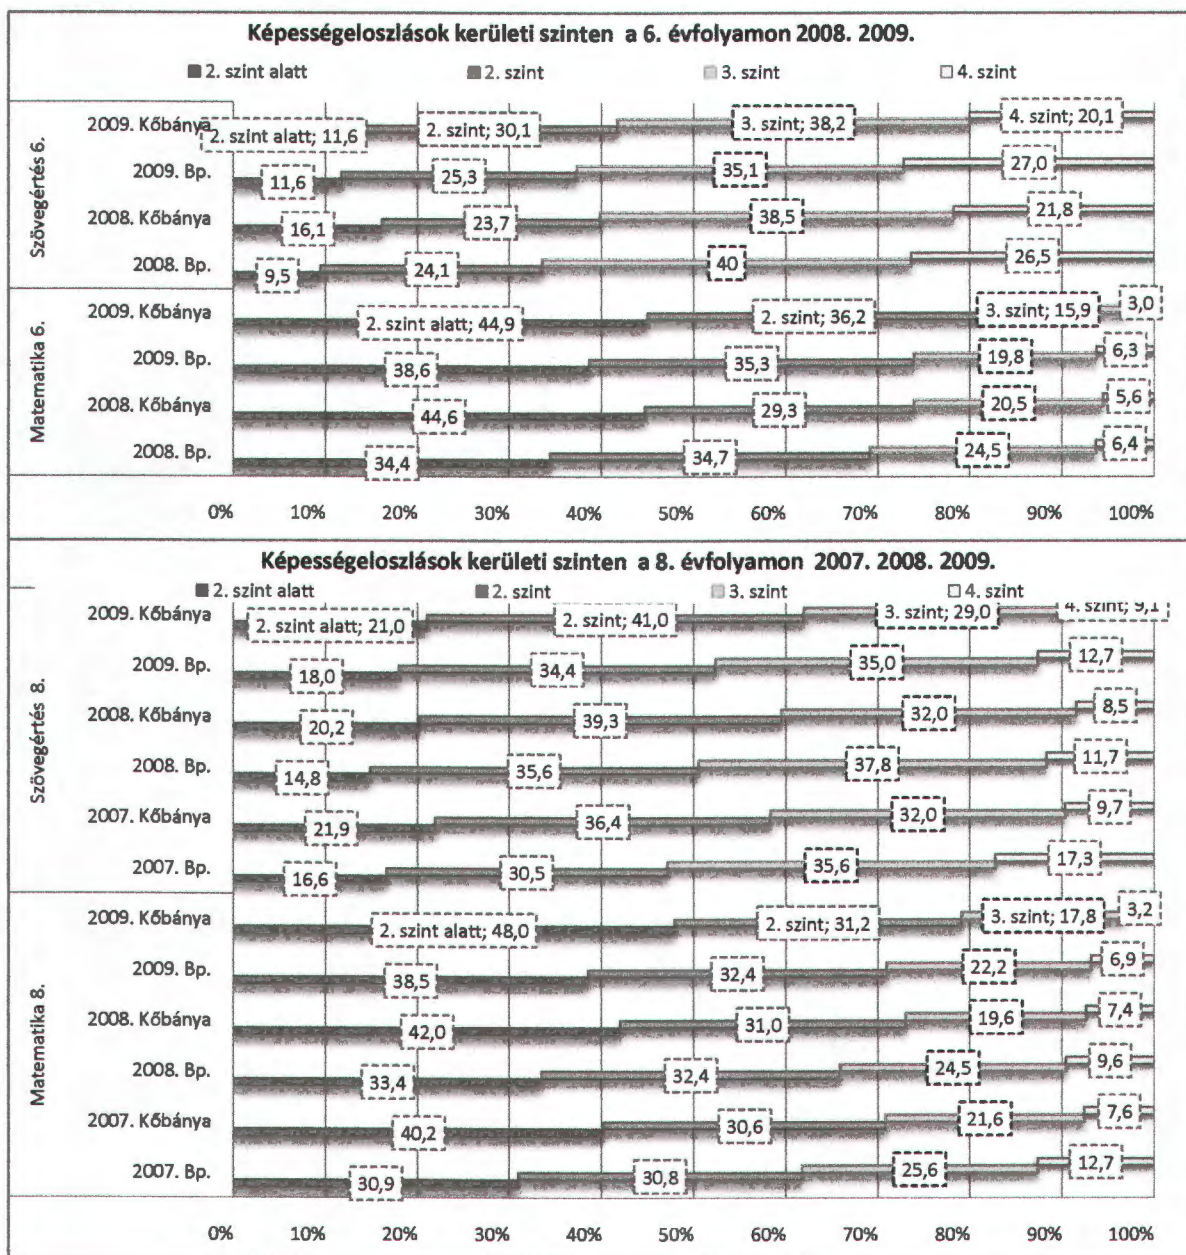 Képességeloszlások kerületi szinten a 6. évfolyamon 2008. 2009.
2. szint alatt 2. szint 3. szint 4. szint
Szövegértés 6.
2009. Kőbánya 2. szint alatt; 11,6 2. szint; 30,1 3. szint; 38,2 4. szint; 20,1
2009. Bp. 11,6 25,3 35,1 27,0
2008. Kőbánya 16,1 23,7 38,5 21,8
2008. Bp. 9,5 24,1 40 26,5
Matematika 6.
2009. Kőbánya 2. szint alatt; 44,9 2. szint; 36,2 3. szint; 15,9 3,0
2009. Bp. 38,6 35,3 19,8 6,3
2008. Kőbánya 44,6 29,3 20,5 5,6
2008. Bp. 34,4 34,7 24,5 6,4
0% 10% 20% 30% 40% 50% 60% 70% 80% 90% 100%
Képességeloszlások kerületi szinten a 8. évfolyamon 2007. 2008. 2009.
2. szint alatt 2. szint 3. szint 4. szint
Szövegértés 8.
2009. Kőbánya 2. szint alatt; 21,0 2. szint; 41,0 3. szint; 29,0 4. szint; 9,1
2009. Bp. 18,0 34,4 35,0 12,7
2008. Kőbánya 20,2 39,3 32,0 8,5
2008. Bp. 14,8 35,6 37,8 11,7
2007. Kőbánya 21,9 36,4 32,0 9,7
2007. Bp. 16,6 30,5 35,6 17,3
Matematika 8.
2009. Kőbánya 2. szint alatt; 48,0 2. szint; 31,2 3. szint; 17,8 3,2
2009. Bp. 38,5 32,4 22,2 6,9
2008. Kőbánya 42,0 31,0 19,6 7,4
2008. Bp. 33,4 32,4 24,5 9,6
2007. Kőbánya 40,2 30,6 21,6 7,6
2007. Bp. 30,9 30,8 25,6 12,7
0% 10% 20% 30% 40% 50% 60% 70% 80% 90% 100%